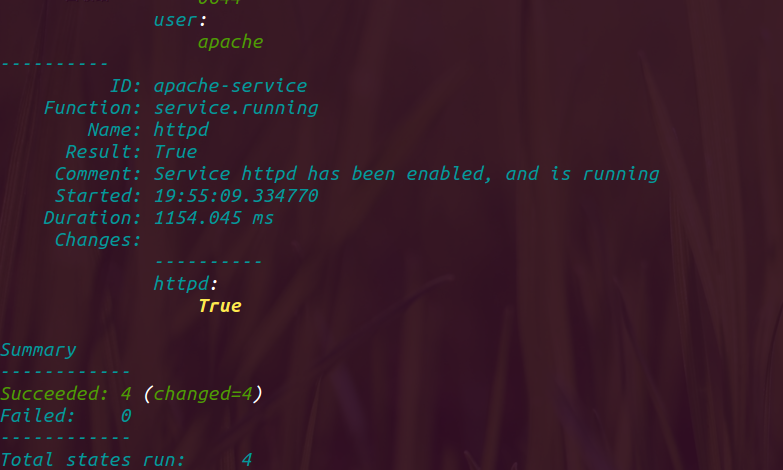 0644
user:
apache
----------
ID: apache-service
Function: service.running
Name: httpd
Result: True
Comment: Service httpd has been enabled, and is running
Started: 19:55:09.334770
Duration: 1154.045 ms
Changes:
----------
httpd:
True
Summary
------------
Succeeded: 4 (changed=4)
Failed: 0
------------
Total states run: 4